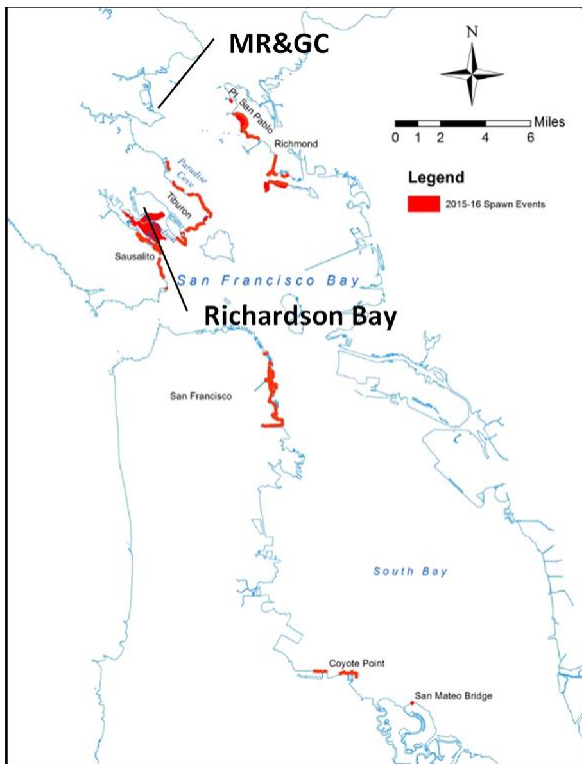 MR&GC
N
Miles
0 1 2 4 6
Pt. San Pablo
Richmond
Legend
2015-16 Spawn Events
Paradise
Cove
Tiburon
Sausalito
San Francisco Bay
Richardson Bay
San Francisco
South Bay
Coyote Point
San Mateo Bridge